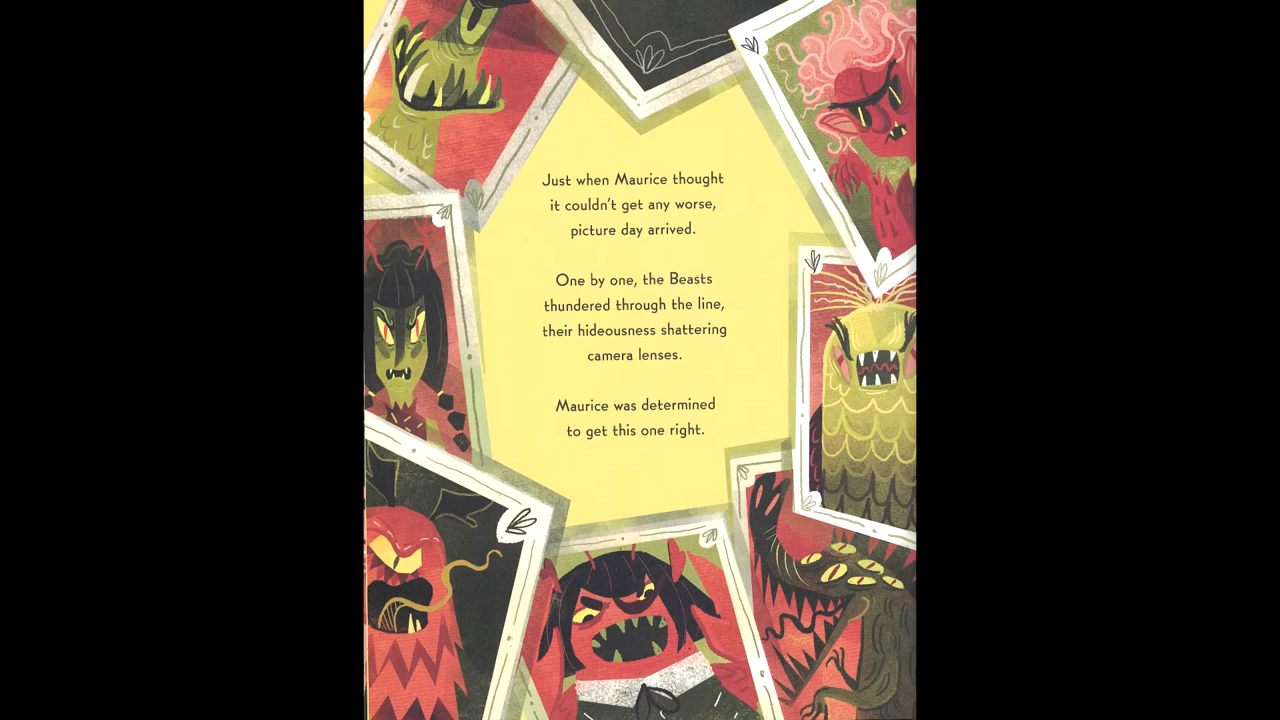 Just when Maurice thought
it couldn't get any worse,
picture day arrived.
One by one, the Beasts
thundered through the line,
their hideousness shattering
camera lenses.
Maurice was determined
to get this one right.